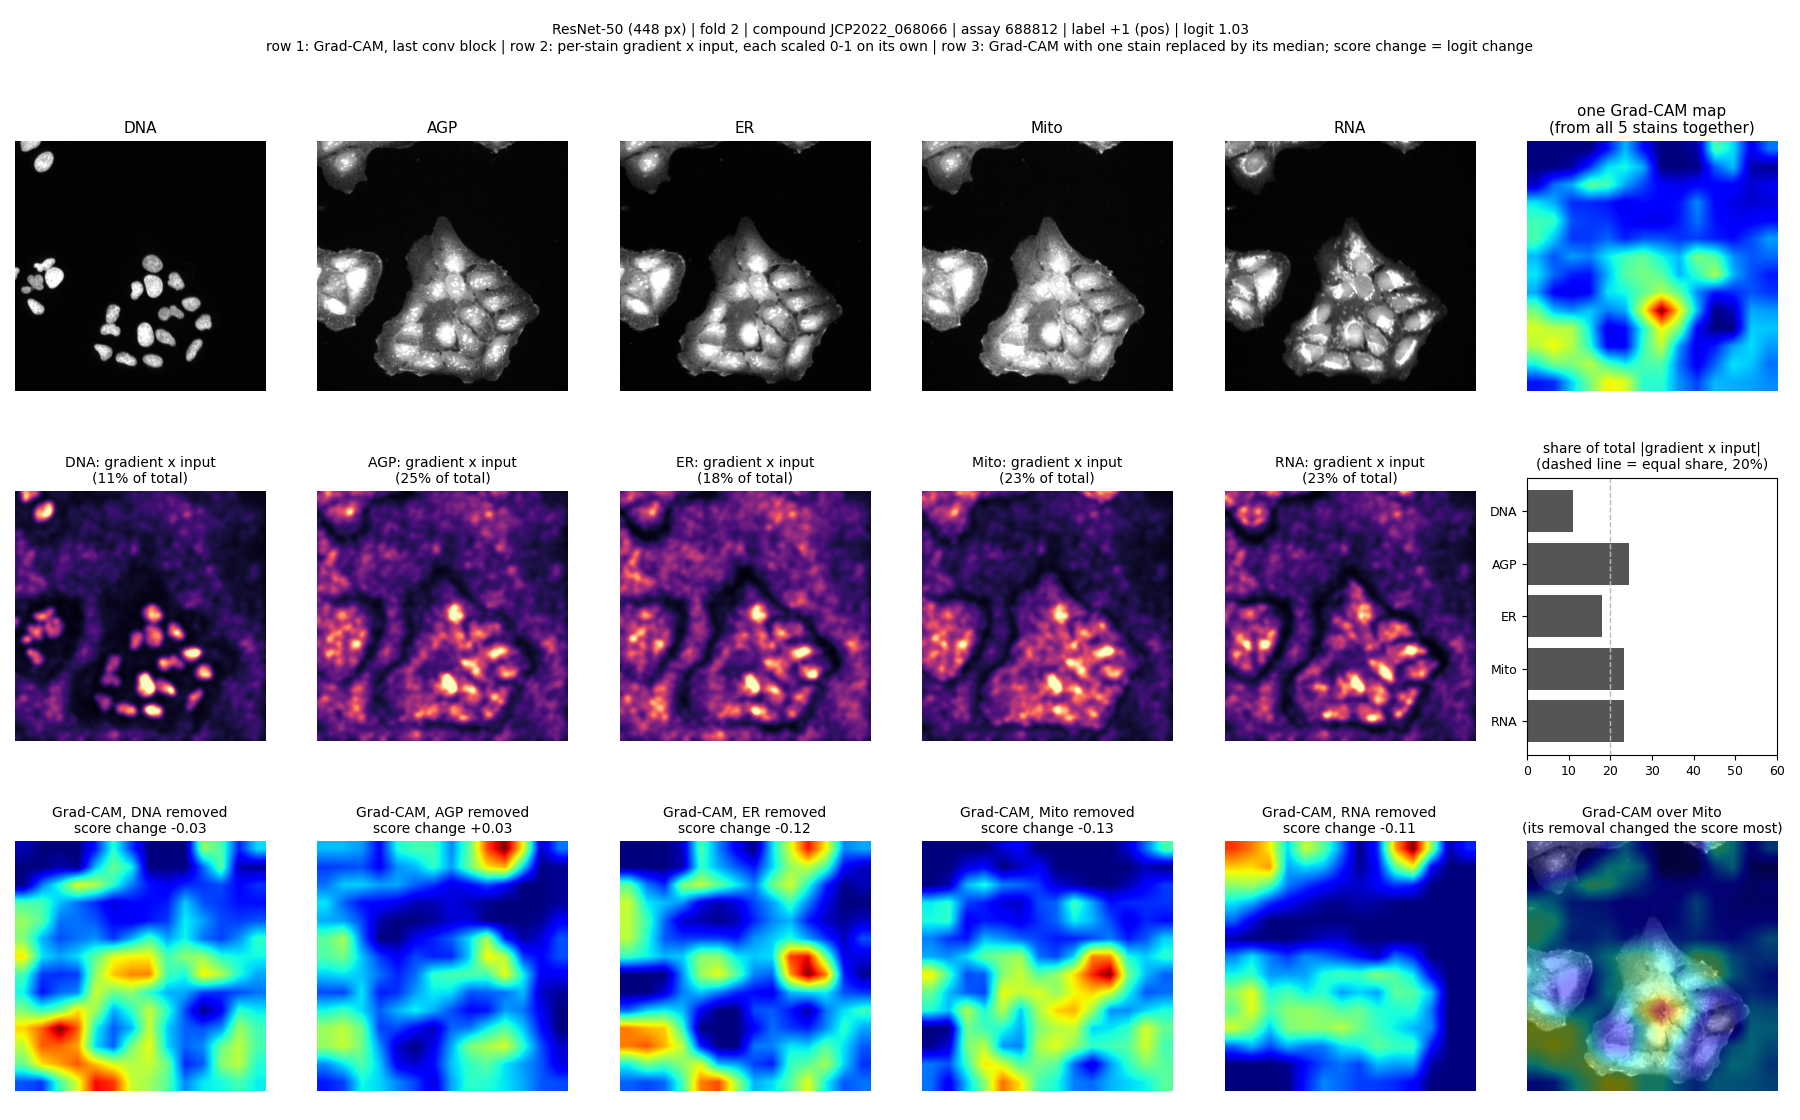 ResNet-50 (448 px) | fold 2 | compound JCP2022_068066 | assay 688812 | label +1 (pos) | logit 1.03
row 1: Grad-CAM, last conv block | row 2: per-stain gradient x input, each scaled 0-1 on its own | row 3: Grad-CAM with one stain replaced by its median; score change = logit change
DNA
AGP
ER
Mito
RNA
one Grad-CAM map
(from all 5 stains together)
DNA: gradient x input
(11% of total)
AGP: gradient x input
(25% of total)
ER: gradient x input
(18% of total)
Mito: gradient x input
(23% of total)
RNA: gradient x input
(23% of total)
share of total |gradient x input|
(dashed line = equal share, 20%)
DNA
AGP
ER
Mito
RNA
0 10 20 30 40 50 60
Grad-CAM, DNA removed
score change -0.03
Grad-CAM, AGP removed
score change +0.03
Grad-CAM, ER removed
score change -0.12
Grad-CAM, Mito removed
score change -0.13
Grad-CAM, RNA removed
score change -0.11
Grad-CAM over Mito
(its removal changed the score most)